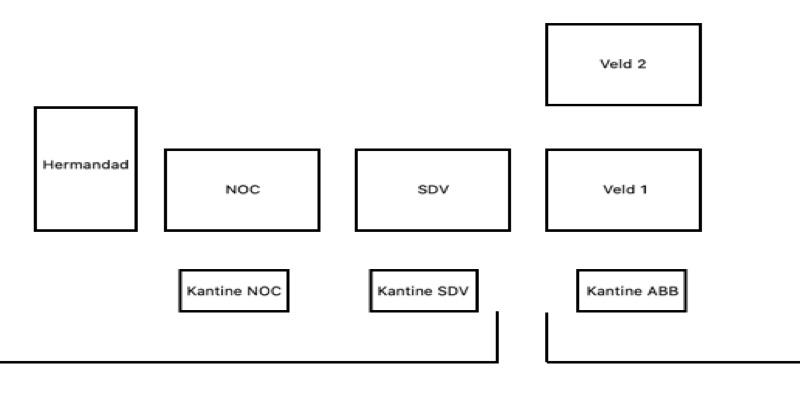 Veld 2
Hermandad
NOC
SDV
Veld 1
Kantine NOC
Kantine SDV
Kantine ABB